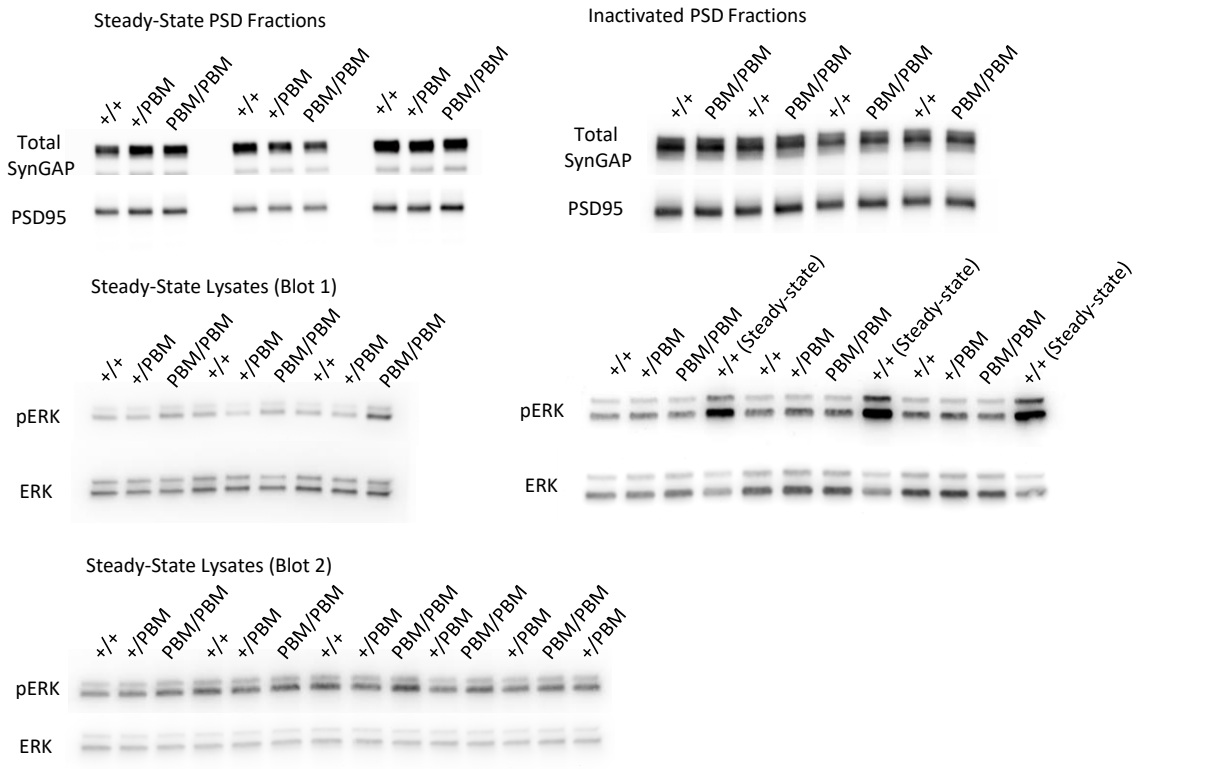 Steady-State PSD Fractions
+/+ +/PBM PBM/PBM +/+ +/PBM PBM/PBM +/+ +/PBM PBM/PBM
Total
SynGAP
PSD95
Inactivated PSD Fractions
+/+ PBM/PBM +/+ PBM/PBM +/+ PBM/PBM +/+ PBM/PBM
Total
SynGAP
PSD95
Steady-State Lysates (Blot 1)
+/+ +/PBM PBM/PBM +/+ +/PBM PBM/PBM +/+ +/PBM PBM/PBM
pERK
ERK
+/+ +/PBM PBM/PBM +/+ (Steady-state) +/+ +/PBM PBM/PBM +/+ (Steady-state) +/+ +/PBM PBM/PBM +/+ (Steady-state)
pERK
ERK
Steady-State Lysates (Blot 2)
+/+ +/PBM PBM/PBM +/+ +/PBM PBM/PBM +/+ +/PBM PBM/PBM +/PBM PBM/PBM +/PBM PBM/PBM +/PBM
pERK
ERK